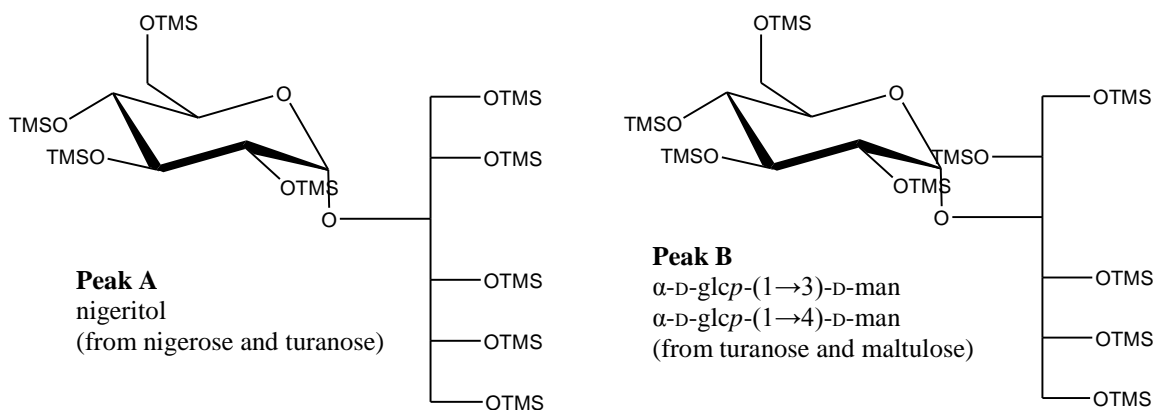 OTMS
O
TMSO
TMSO
OTMS
O
OTMS
OTMS
OTMS
OTMS
OTMS
Peak A
nigeritol
(from nigerose and turanose)
OTMS
O
TMSO
TMSO
OTMS
O
OTMS
TMSO
OTMS
OTMS
OTMS
Peak B
α-D-glcp-(1→3)-D-man
α-D-glcp-(1→4)-D-man
(from turanose and maltulose)